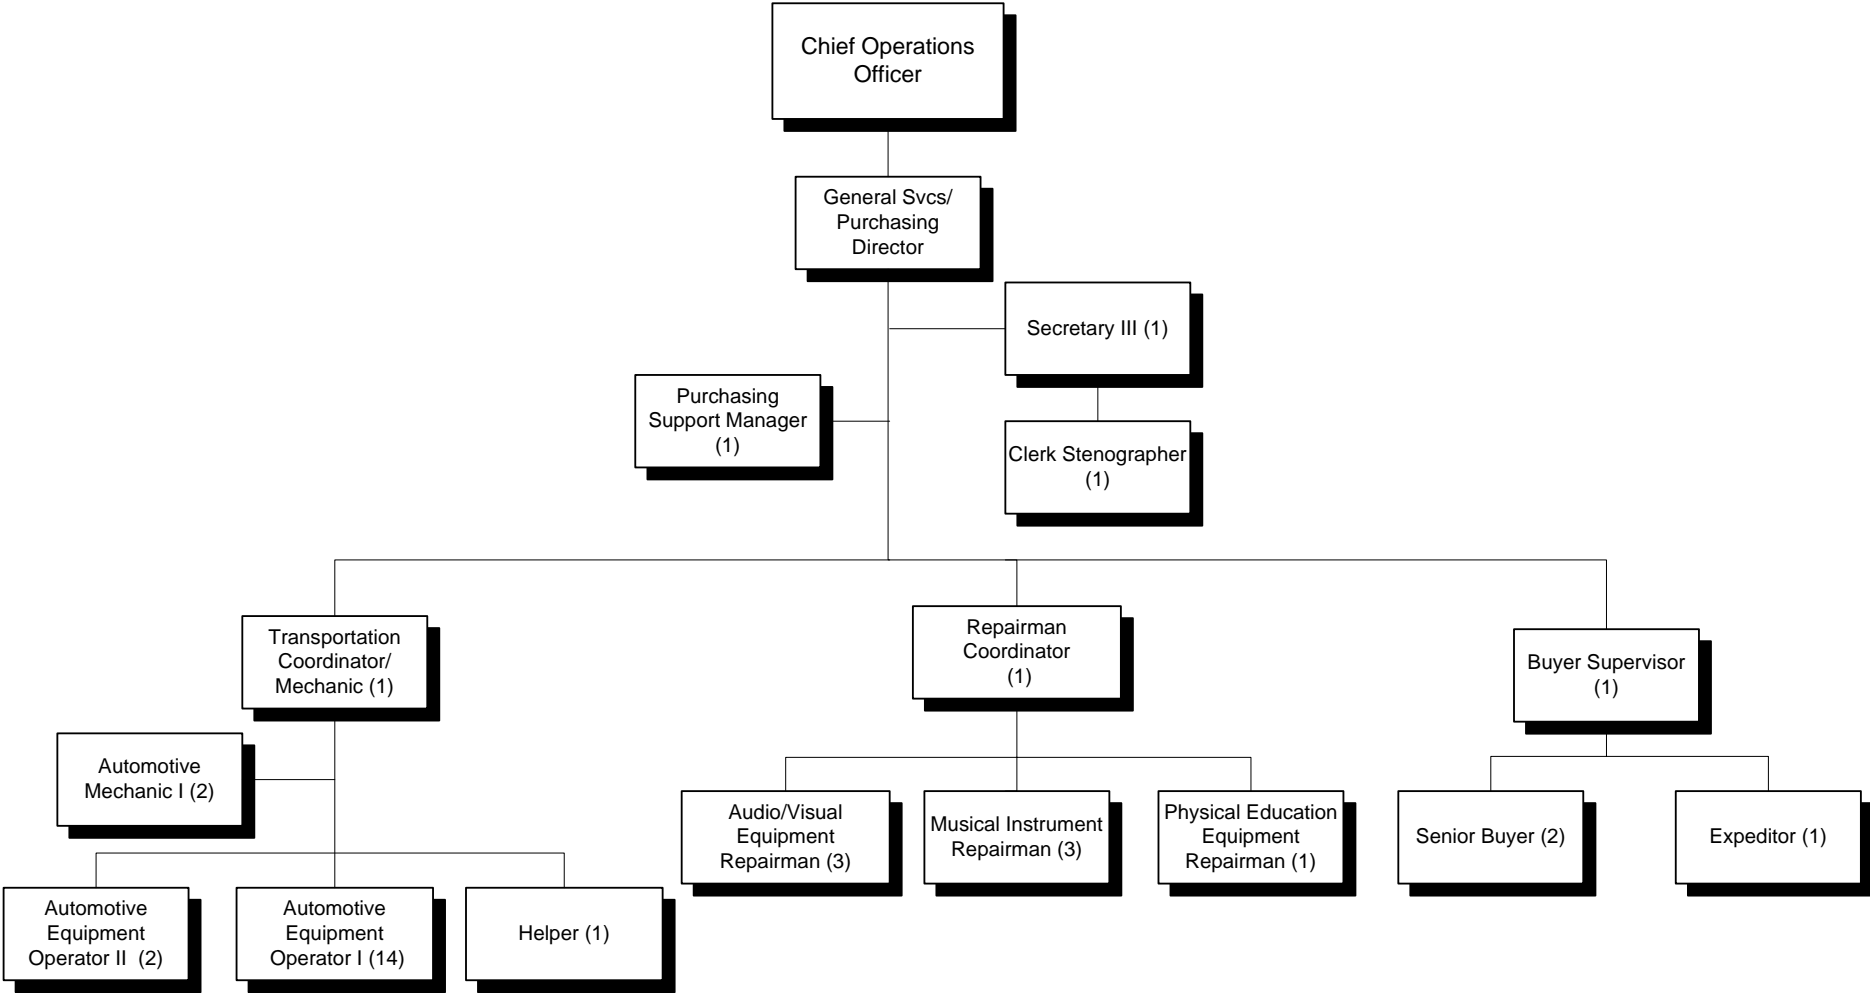 Chief Operations
Officer
General Svcs/
Purchasing
Director
Secretary III (1)
Purchasing
Support Manager
(1)
Clerk Stenographer
(1)
Transportation
Coordinator/
Mechanic (1)
Repairman
Coordinator
(1)
Buyer Supervisor
(1)
Automotive
Mechanic I (2)
Audio/Visual
Equipment
Repairman (3)
Musical Instrument
Repairman (3)
Physical Education
Equipment
Repairman (1)
Senior Buyer (2)
Expeditor (1)
Automotive
Equipment
Operator II  (2)
Automotive
Equipment
Operator I (14)
Helper (1)